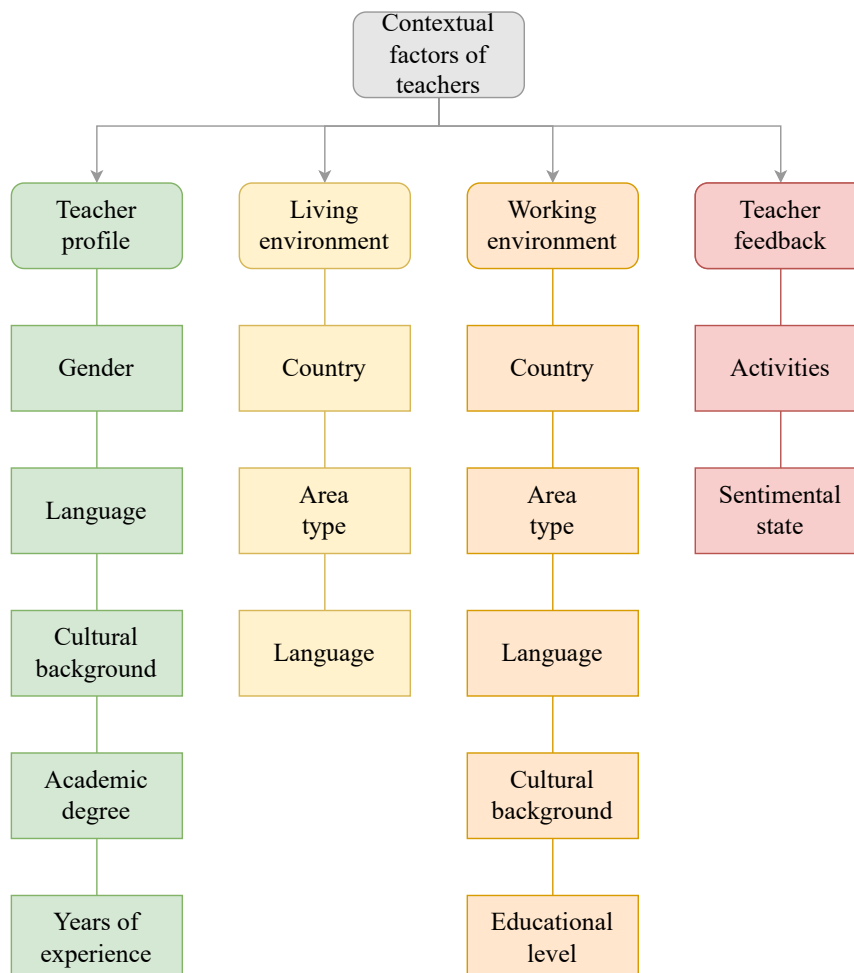 Contextual
factors of
teachers
Teacher
profile
Living
environment
Working
environment
Teacher
feedback
Gender
Country
Country
Activities
Language
Area
type
Area
type
Sentimental
state
Cultural
background
Language
Language
Academic
degree
Cultural
background
Years of
experience
Educational
level